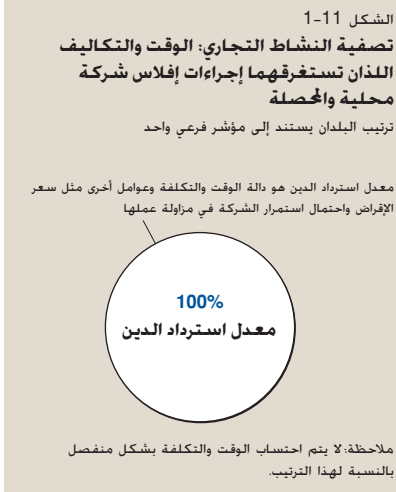 الشكل 11-1
تصفية النشاط التجاري: الوقت والتكاليف
اللذان تستغرقهما إجراءات إفلاس شركة
محلية والمحصلة
ترتيب البلدان يستند إلى مؤشر فرعي واحد
معدل استرداد الدين هو دالة الوقت والتكلفة وعوامل أخرى مثل سعر
الإقراض واحتمال استمرار الشركة في مزاولة عملها
100%
معدل استرداد الدين
ملاحظة: لا يتم احتساب الوقت والتكلفة بشكل منفصل
بالنسبة لهذا الترتيب.